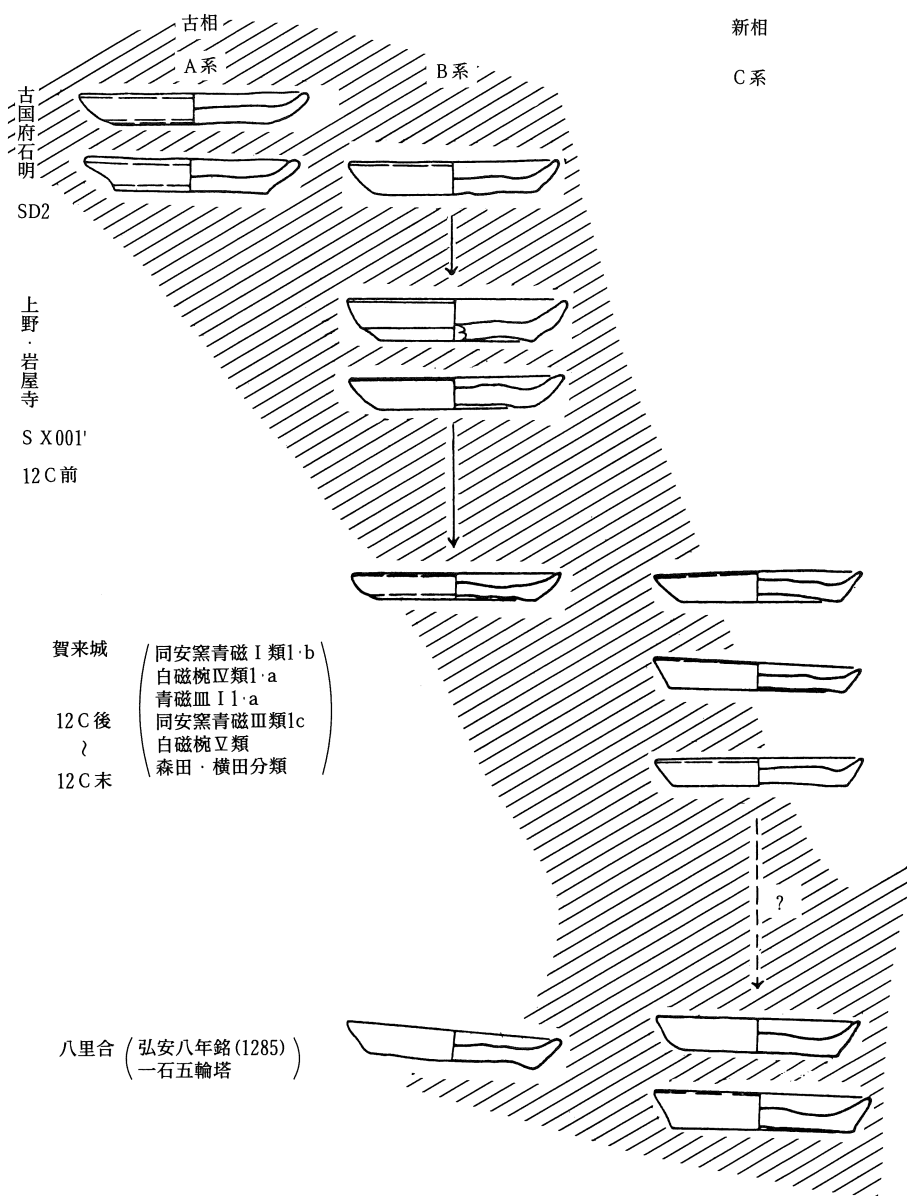 古相
新相
A系
B系
C系
古国府石明
SD2
上野・岩屋寺
SX001'
12C前
賀来城
12C後
~
12C末
同安窯青磁Ⅰ類1·b
白磁椀Ⅳ類1·a
青磁皿Ⅰ1·a
同安窯青磁Ⅲ類1c
白磁椀Ⅴ類
森田・横田分類
?
八里合
(弘安八年銘(1285)
一石五輪塔)